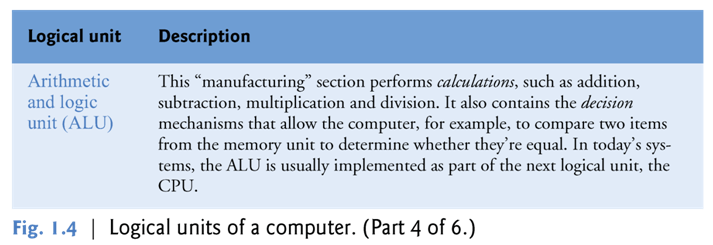 Logical unit Description
Arithmetic
and logic
unit (ALU)
This “manufacturing” section performs calculations, such as addition,
subtraction, multiplication and division. It also contains the decision
mechanisms that allow the computer, for example, to compare two items
from the memory unit to determine whether they’re equal. In today’s sys-
tems, the ALU is usually implemented as part of the next logical unit, the
CPU.
Fig. 1.4 | Logical units of a computer. (Part 4 of 6.)